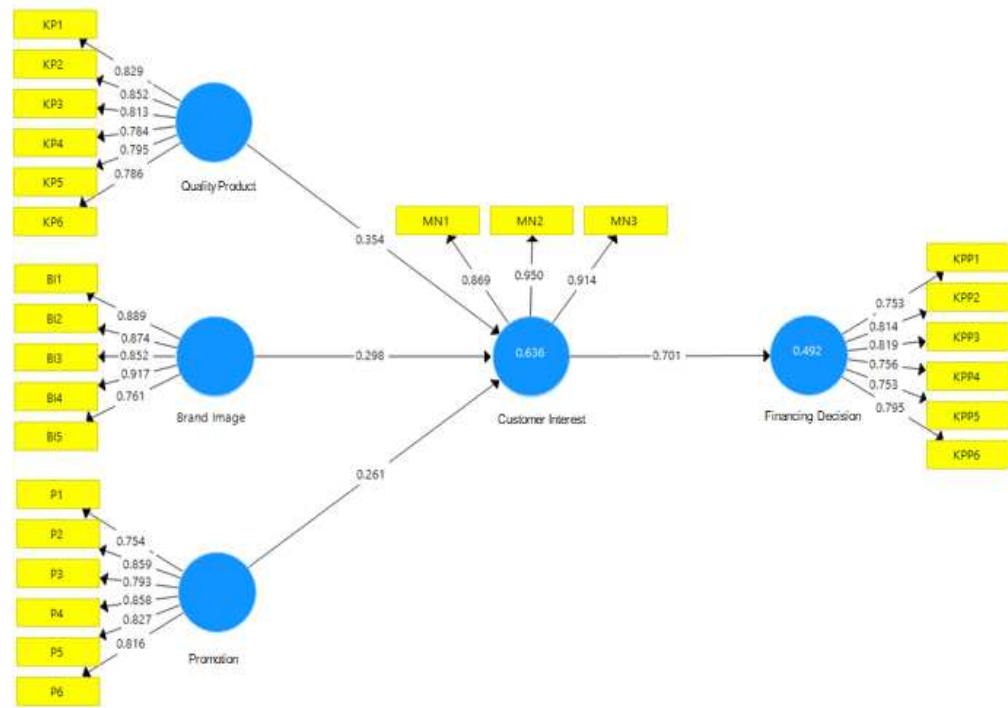 KP1
KP2
KP3
KP4
KP5
KP6
0.829
0.852
0.813
0.784
0.795
0.786
Quality Product
0.354
BI1
BI2
BI3
BI4
BI5
0.889
0.874
0.852
0.917
0.761
Brand Image
0.298
P1
P2
P3
P4
P5
P6
0.754
0.859
0.793
0.858
0.827
0.816
Promotion
0.261
MN1
MN2
MN3
0.869
0.950
0.914
0.636
Customer Interest
0.701
0.492
Financing Decision
0.753
0.814
0.819
0.756
0.753
0.795
KPP1
KPP2
KPP3
KPP4
KPP5
KPP6